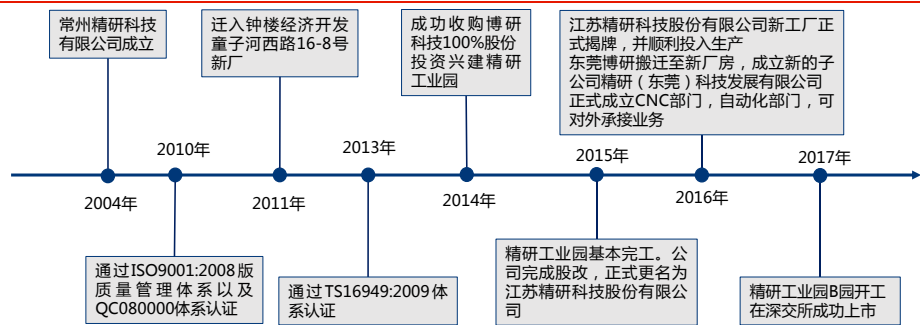 常州精研科技
有限公司成立
迁入钟楼经济开发
童子河西路16-8号
新厂
成功收购博研
科技100%股份
投资兴建精研
工业园
江苏精研科技股份有限公司新工厂正
式揭牌，并顺利投入生产
东莞博研搬迁至新厂房，成立新的子
公司精研（东莞）科技发展有限公司
正式成立CNC部门，自动化部门，可
对外承接业务
2010年
2013年
2015年
2017年
2004年
2011年
2014年
2016年
通过ISO9001:2008版
质量管理体系以及
QC080000体系认证
通过TS16949:2009体
系认证
精研工业园基本完工。公
司完成股改，正式更名为
江苏精研科技股份有限公
司
精研工业园B园开工
在深交所成功上市